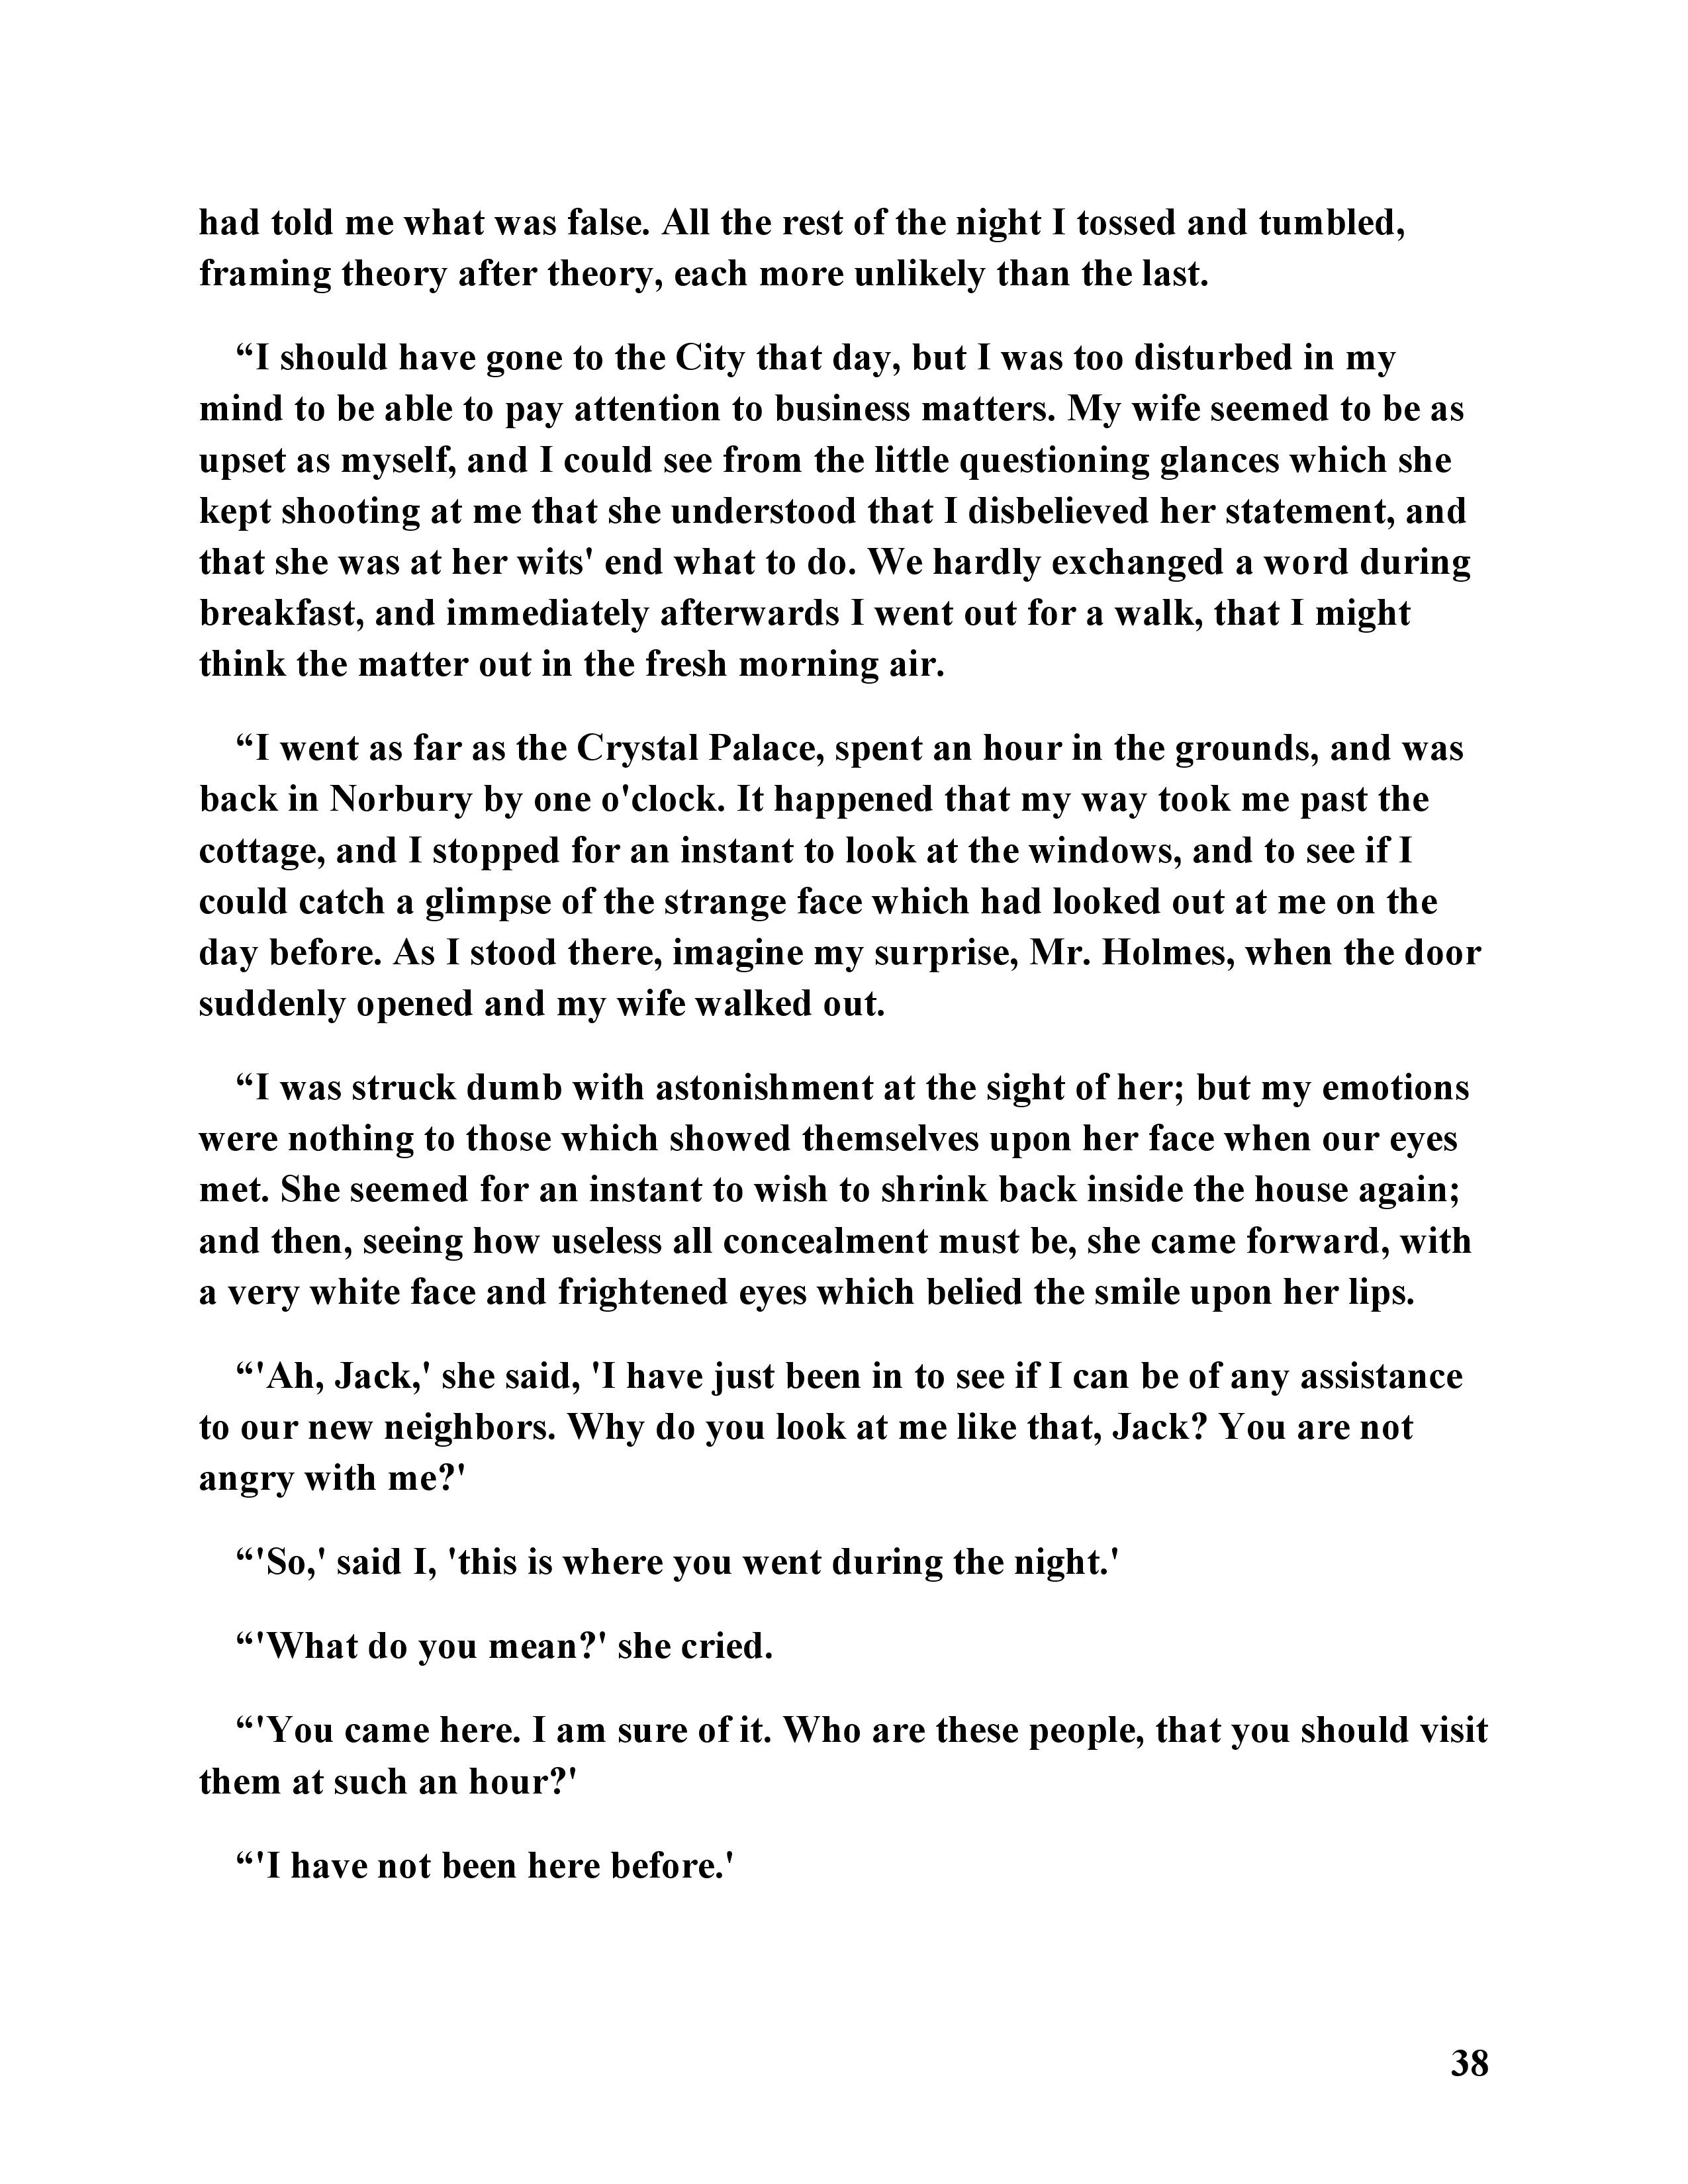 had told me what was false. All the rest of the night I tossed and tumbled,
framing theory after theory, each more unlikely than the last.
“I should have gone to the City that day, but I was too disturbed in my
mind to be able to pay attention to business matters. My wife seemed to be as
upset as myself, and I could see from the little questioning glances which she
kept shooting at me that she understood that I disbelieved her statement, and
that she was at her wits' end what to do. We hardly exchanged a word during
breakfast, and immediately afterwards I went out for a walk, that I might
think the matter out in the fresh morning air.
“I went as far as the Crystal Palace, spent an hour in the grounds, and was
back in Norbury by one o'clock. It happened that my way took me past the
cottage, and I stopped for an instant to look at the windows, and to see if I
could catch a glimpse of the strange face which had looked out at me on the
day before. As I stood there, imagine my surprise, Mr. Holmes, when the door
suddenly opened and my wife walked out.
“I was struck dumb with astonishment at the sight of her; but my emotions
were nothing to those which showed themselves upon her face when our eyes
met. She seemed for an instant to wish to shrink back inside the house again;
and then, seeing how useless all concealment must be, she came forward, with
a very white face and frightened eyes which belied the smile upon her lips.
“'Ah, Jack,' she said, 'I have just been in to see if I can be of any assistance
to our new neighbors. Why do you look at me like that, Jack? You are not
angry with me?'
“'So,' said I, 'this is where you went during the night.'
“'What do you mean?' she cried.
“'You came here. I am sure of it. Who are these people, that you should visit
them at such an hour?'
“'I have not been here before.'
38